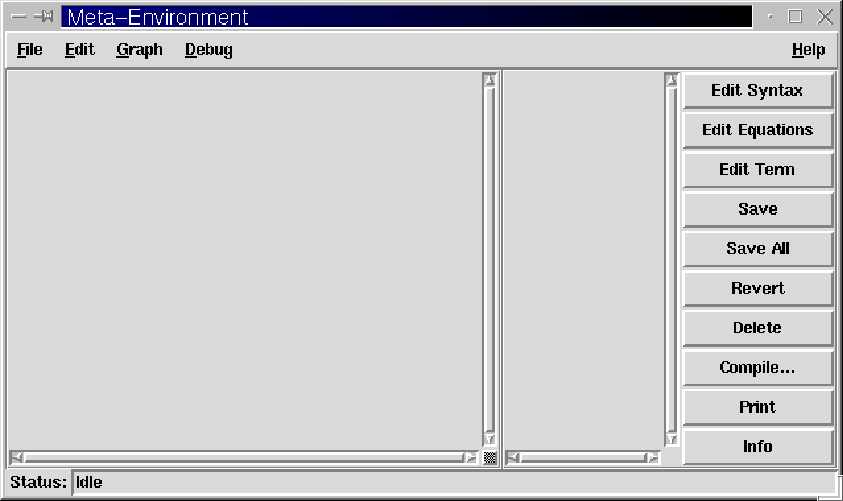 Meta-Environment
File Edit Graph Debug Help
Edit Syntax
Edit Equations
Edit Term
Save
Save All
Revert
Delete
Compile...
Print
Info
Status: Idle